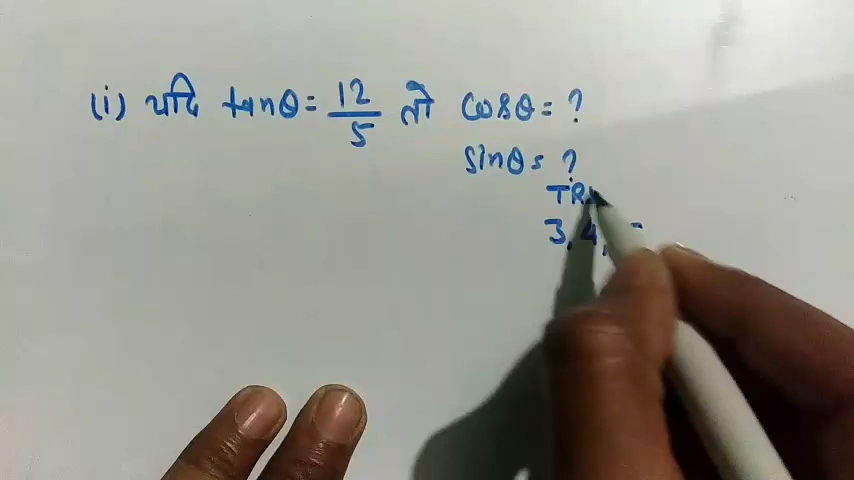 (i) यदि tanθ = 12/5 तो cosθ = ?
sinθ = ?
3, 4,